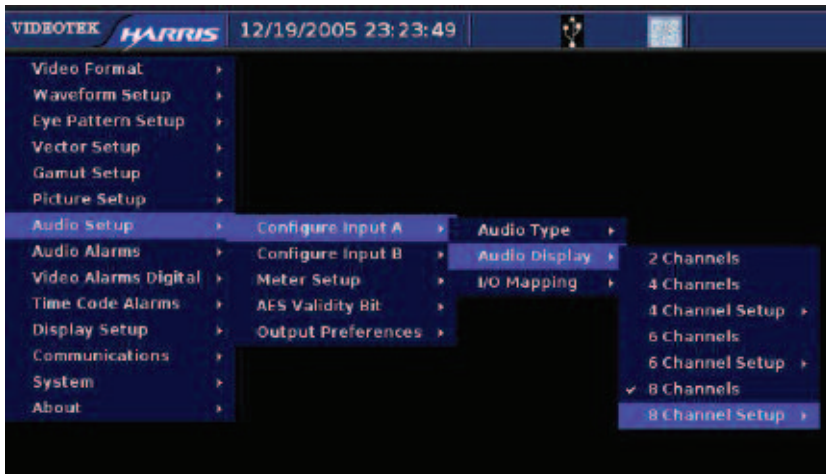 VIDEOTEK HARRIS 12/19/2005 23:23:49
Video Format
Waveform Setup
Eye Pattern Setup
Vector Setup
Gamut Setup
Picture Setup
Audio Setup
Audio Alarms
Video Alarms Digital
Time Code Alarms
Display Setup
Communications
System
About
Configure Input A
Configure Input B
Meter Setup
AES Validity Bit
Output Preferences
Audio Type
Audio Display
I/O Mapping
2 Channels
4 Channels
4 Channel Setup
6 Channels
6 Channel Setup
8 Channels
8 Channel Setup